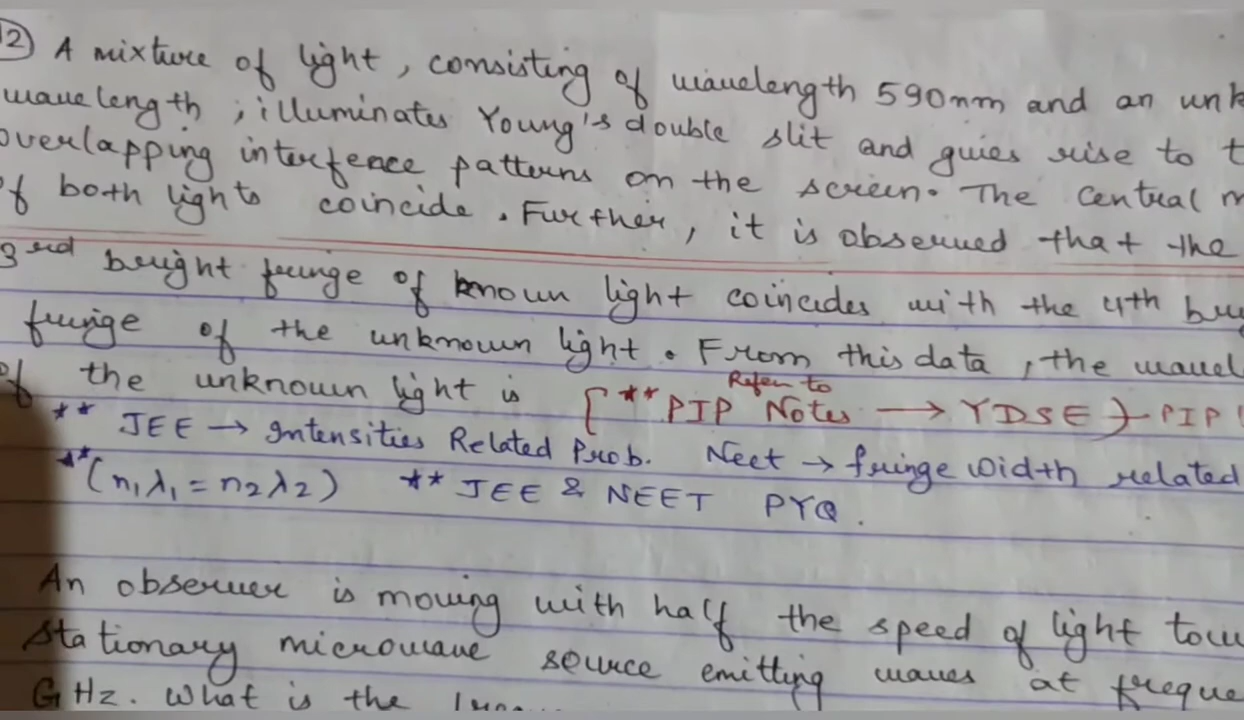 2) A mixture of light, consisting of wavelength 590nm and an unk
wavelength, illuminates Young's double slit and gives rise to t
overlapping interfence patterns on the screen. The central m
of both lights coincide. Further, it is observed that the
3rd bright fringe of known light coincides with the 4th br
fringe of the unknown light. From this data, the wavel
of the unknown light is [** Refer to PIP Notes → YDSE } PIP
** JEE → Intensities Related Prob. Neet → fringe width related
**(n₁λ₁ = n₂λ₂) ** JEE & NEET PYQ.
An observer is moving with half the speed of light tow
stationary microwave source emitting waves at freque
GHz. What is the